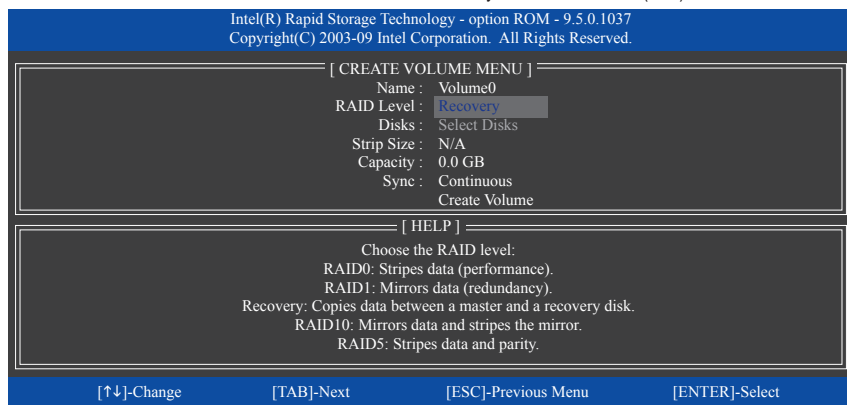 Intel(R) Rapid Storage Technology - option ROM - 9.5.0.1037
Copyright(C) 2003-09 Intel Corporation. All Rights Reserved.
[ CREATE VOLUME MENU ]
Name : Volume0
RAID Level : Recovery
Disks : Select Disks
Strip Size : N/A
Capacity : 0.0 GB
Sync : Continuous
Create Volume
[ HELP ]
Choose the RAID level:
RAID0: Stripes data (performance).
RAID1: Mirrors data (redundancy).
Recovery: Copies data between a master and a recovery disk.
RAID10: Mirrors data and stripes the mirror.
RAID5: Stripes data and parity.
[↑↓]-Change [TAB]-Next [ESC]-Previous Menu [ENTER]-Select